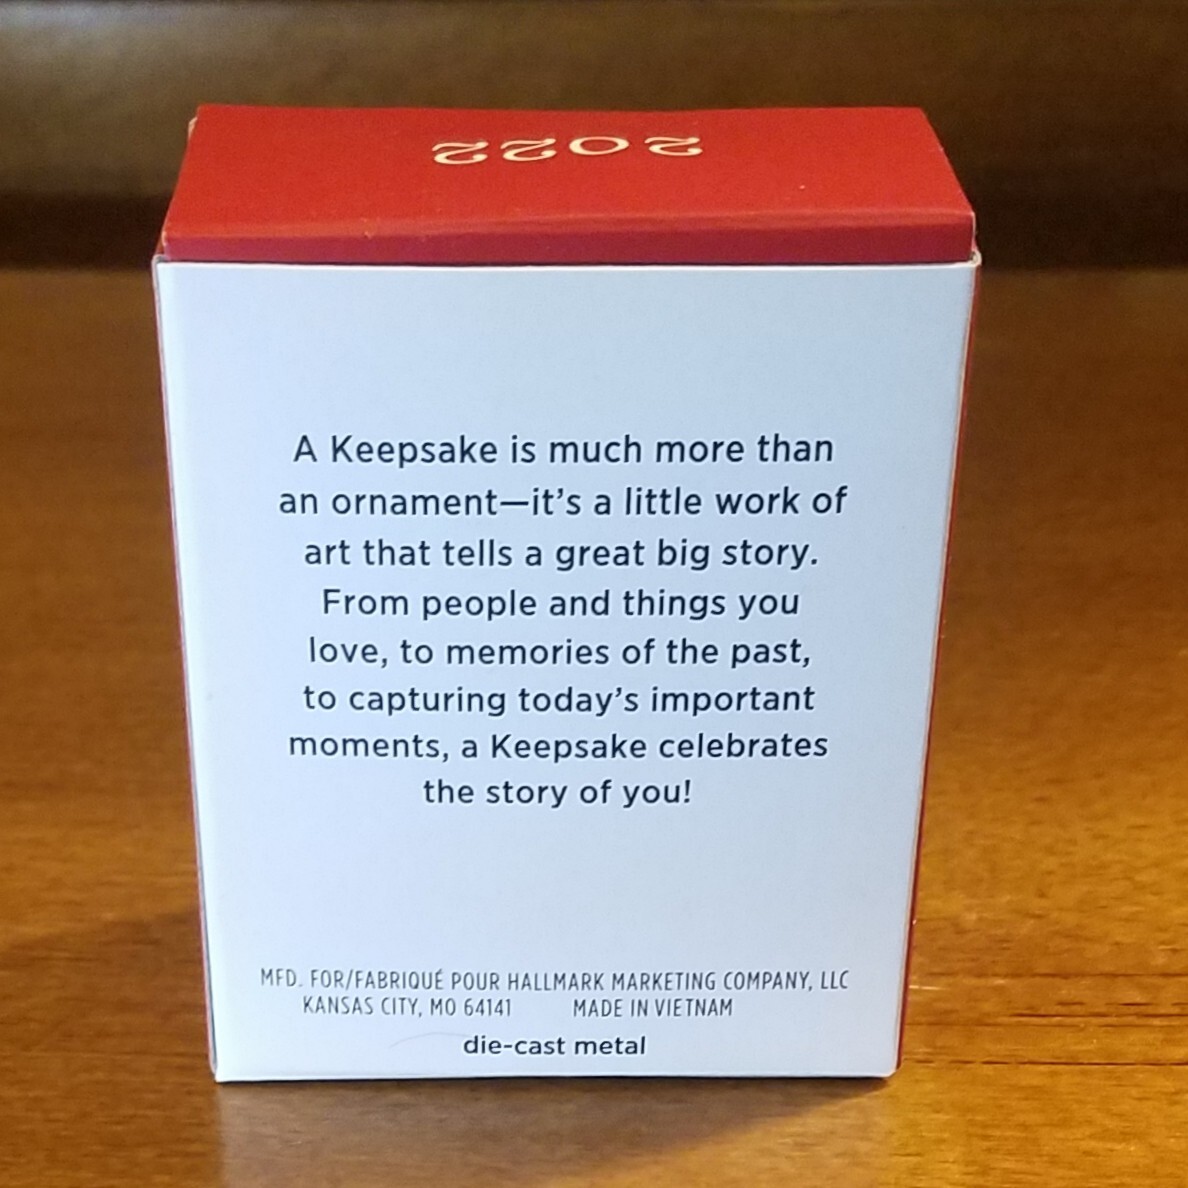 2022
A Keepsake is much more than
an ornament—it's a little work of
art that tells a great big story.
From people and things you
love, to memories of the past,
to capturing today's important
moments, a Keepsake celebrates
the story of you!
MFD. FOR/FABRIQUÉ POUR HALLMARK MARKETING COMPANY, LLC
KANSAS CITY, MO 64141 MADE IN VIETNAM
die-cast metal